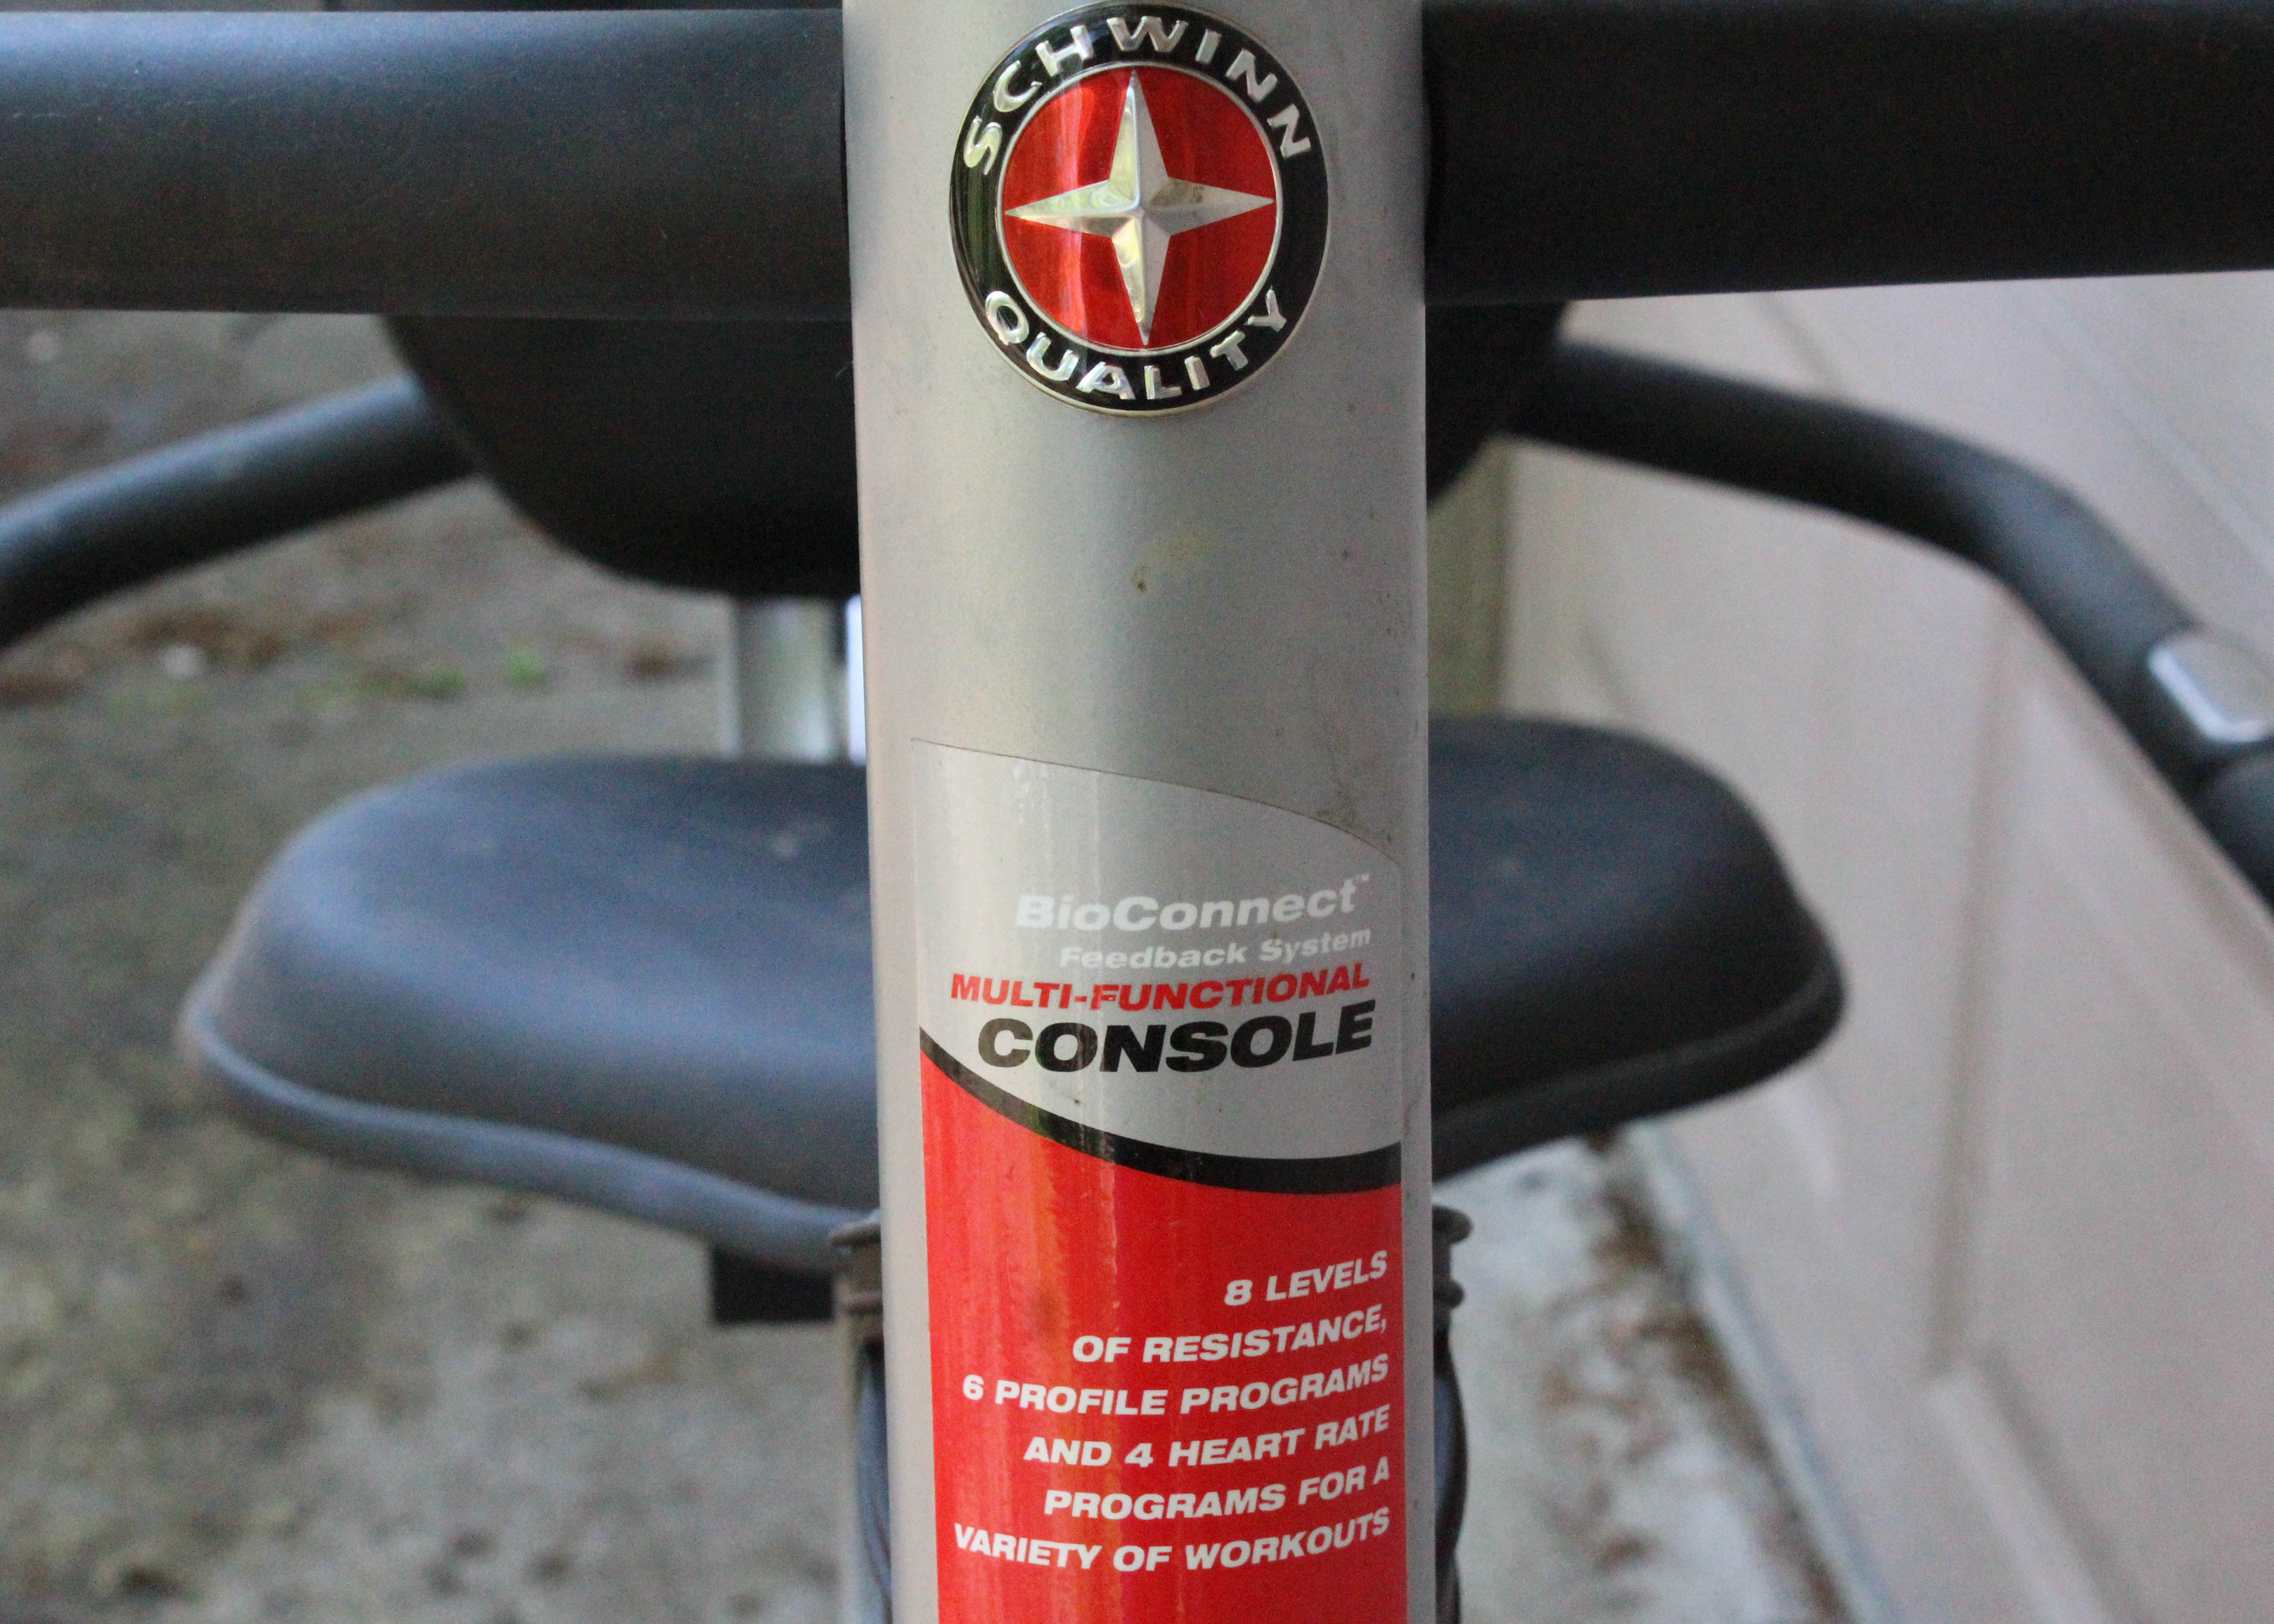 SCHWINN
QUALITY
BioConnect™
Feedback System
MULTI-FUNCTIONAL
CONSOLE
8 LEVELS
OF RESISTANCE,
6 PROFILE PROGRAMS
AND 4 HEART RATE
PROGRAMS FOR A
VARIETY OF WORKOUTS